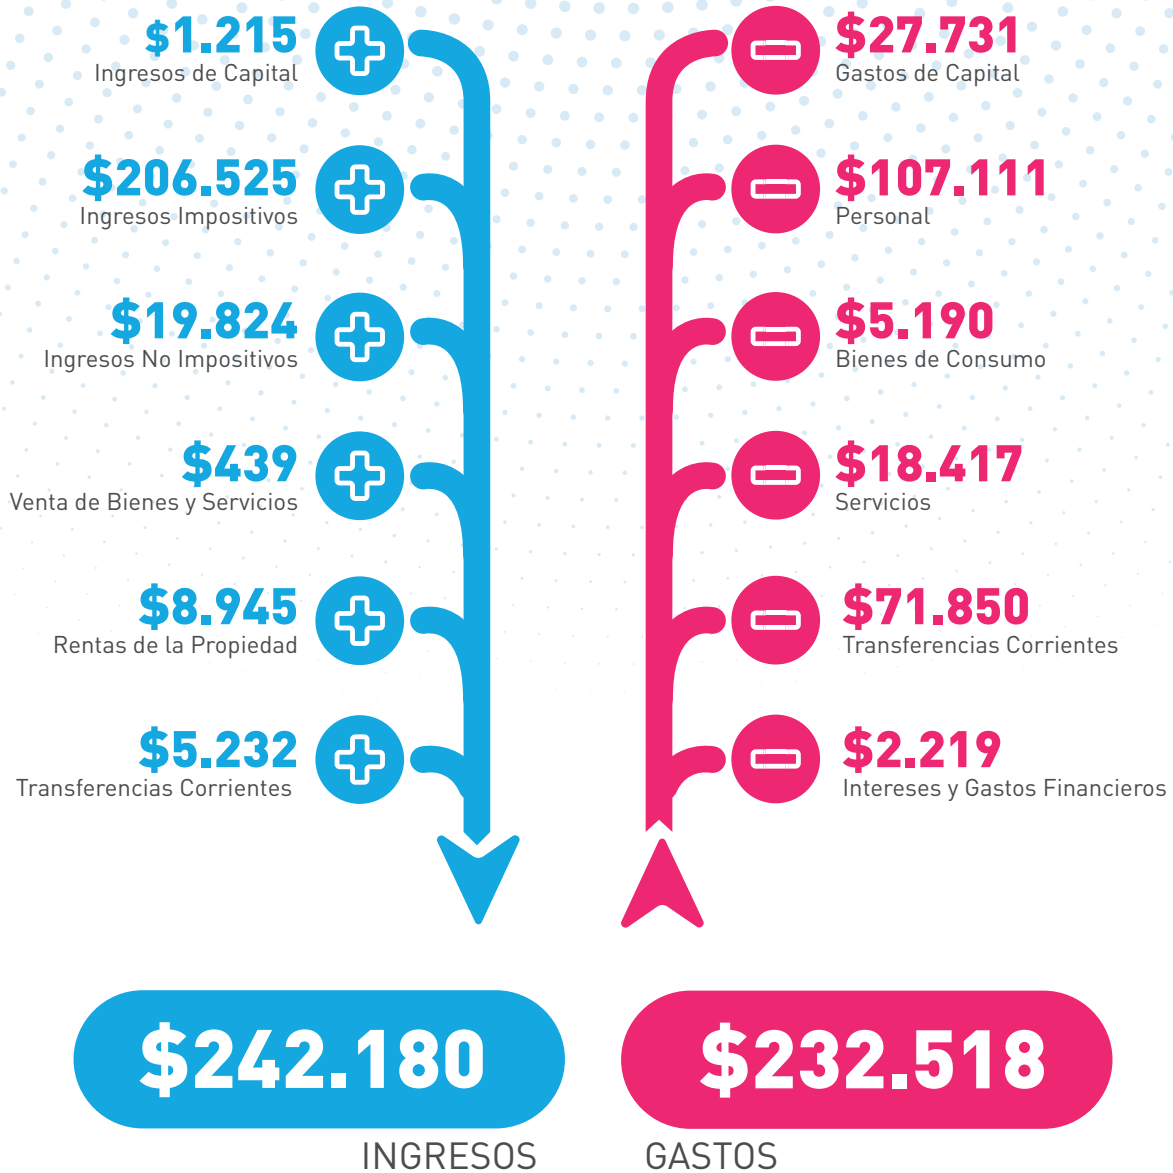 $1.215
Ingresos de Capital
$206.525
Ingresos Impositivos
$19.824
Ingresos No Impositivos
$439
Venta de Bienes y Servicios
$8.945
Rentas de la Propiedad
$5.232
Transferencias Corrientes
$27.731
Gastos de Capital
$107.111
Personal
$5.190
Bienes de Consumo
$18.417
Servicios
$71.850
Transferencias Corrientes
$2.219
Intereses y Gastos Financieros
$242.180
INGRESOS
$232.518
GASTOS